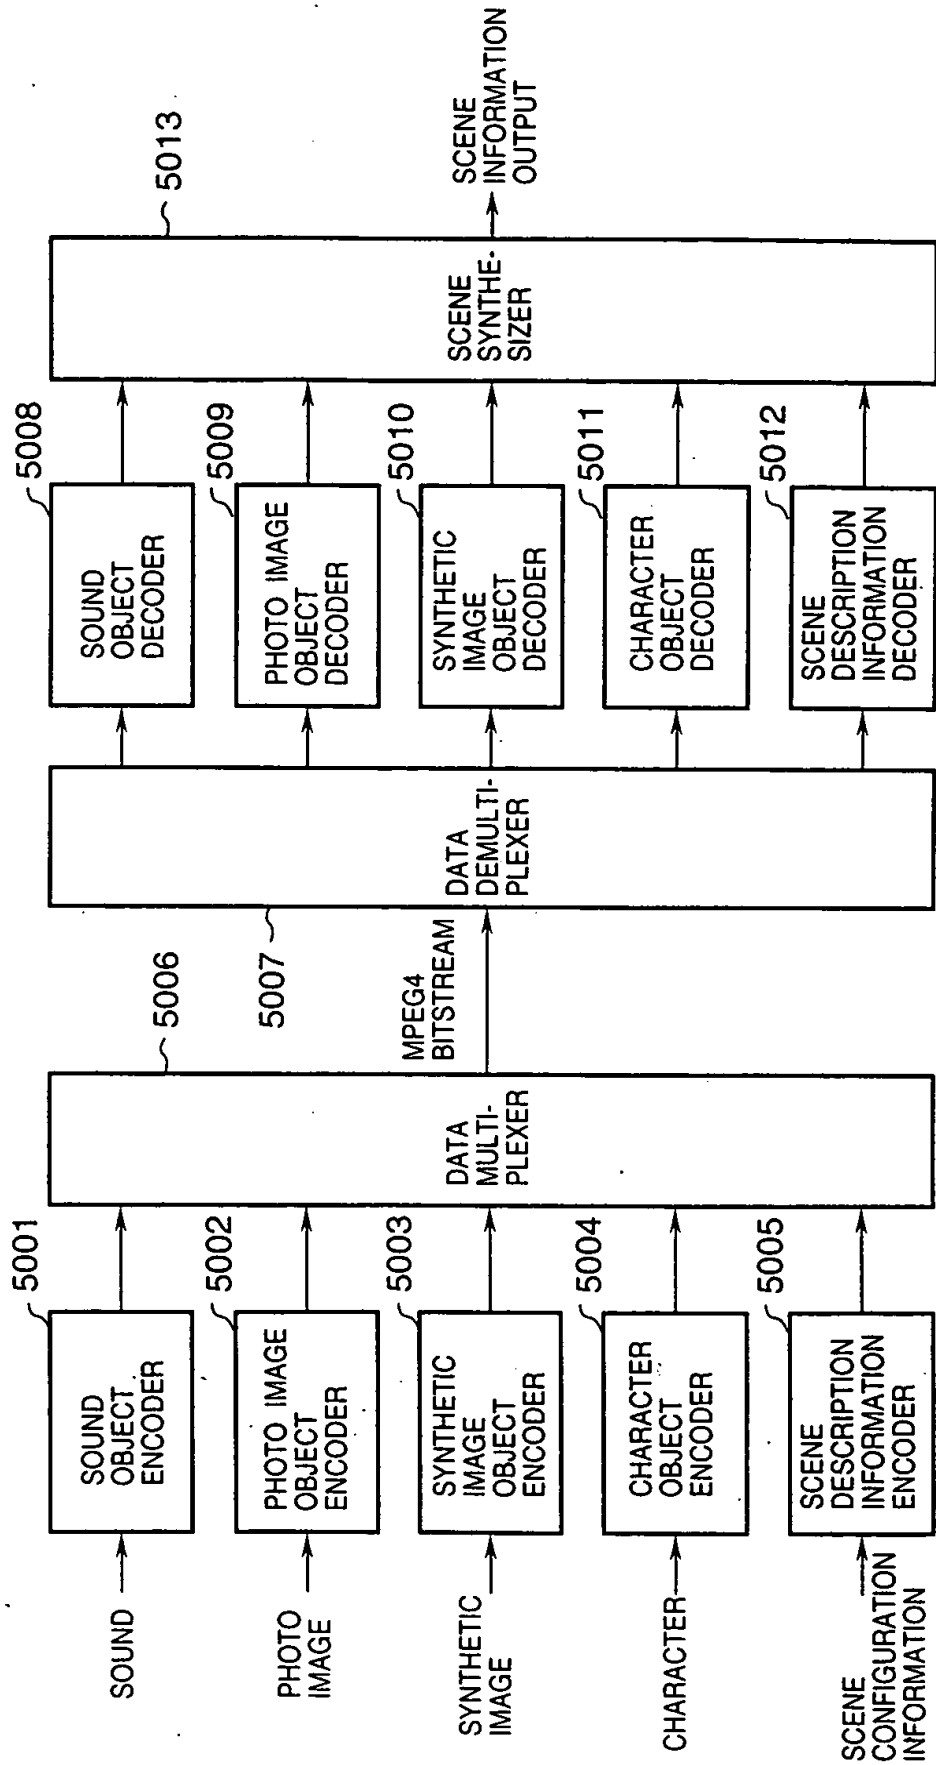 SOUND
PHOTO
IMAGE
SYNTHETIC
IMAGE
CHARACTER
SCENE
CONFIGURATION
INFORMATION
5001
SOUND
OBJECT
ENCODER
5002
PHOTO IMAGE
OBJECT
ENCODER
5003
SYNTHETIC
IMAGE
OBJECT
ENCODER
5004
CHARACTER
OBJECT
ENCODER
5005
SCENE
DESCRIPTION
INFORMATION
ENCODER
5006
DATA
MULTI-
PLEXER
MPEG4
BITSTREAM
5007
DATA
DEMULTI-
PLEXER
5008
SOUND
OBJECT
DECODER
5009
PHOTO IMAGE
OBJECT
DECODER
5010
SYNTHETIC
IMAGE
OBJECT
DECODER
5011
CHARACTER
OBJECT
DECODER
5012
SCENE
DESCRIPTION
INFORMATION
DECODER
5013
SCENE
SYNTHE-
SIZER
SCENE
INFORMATION
OUTPUT